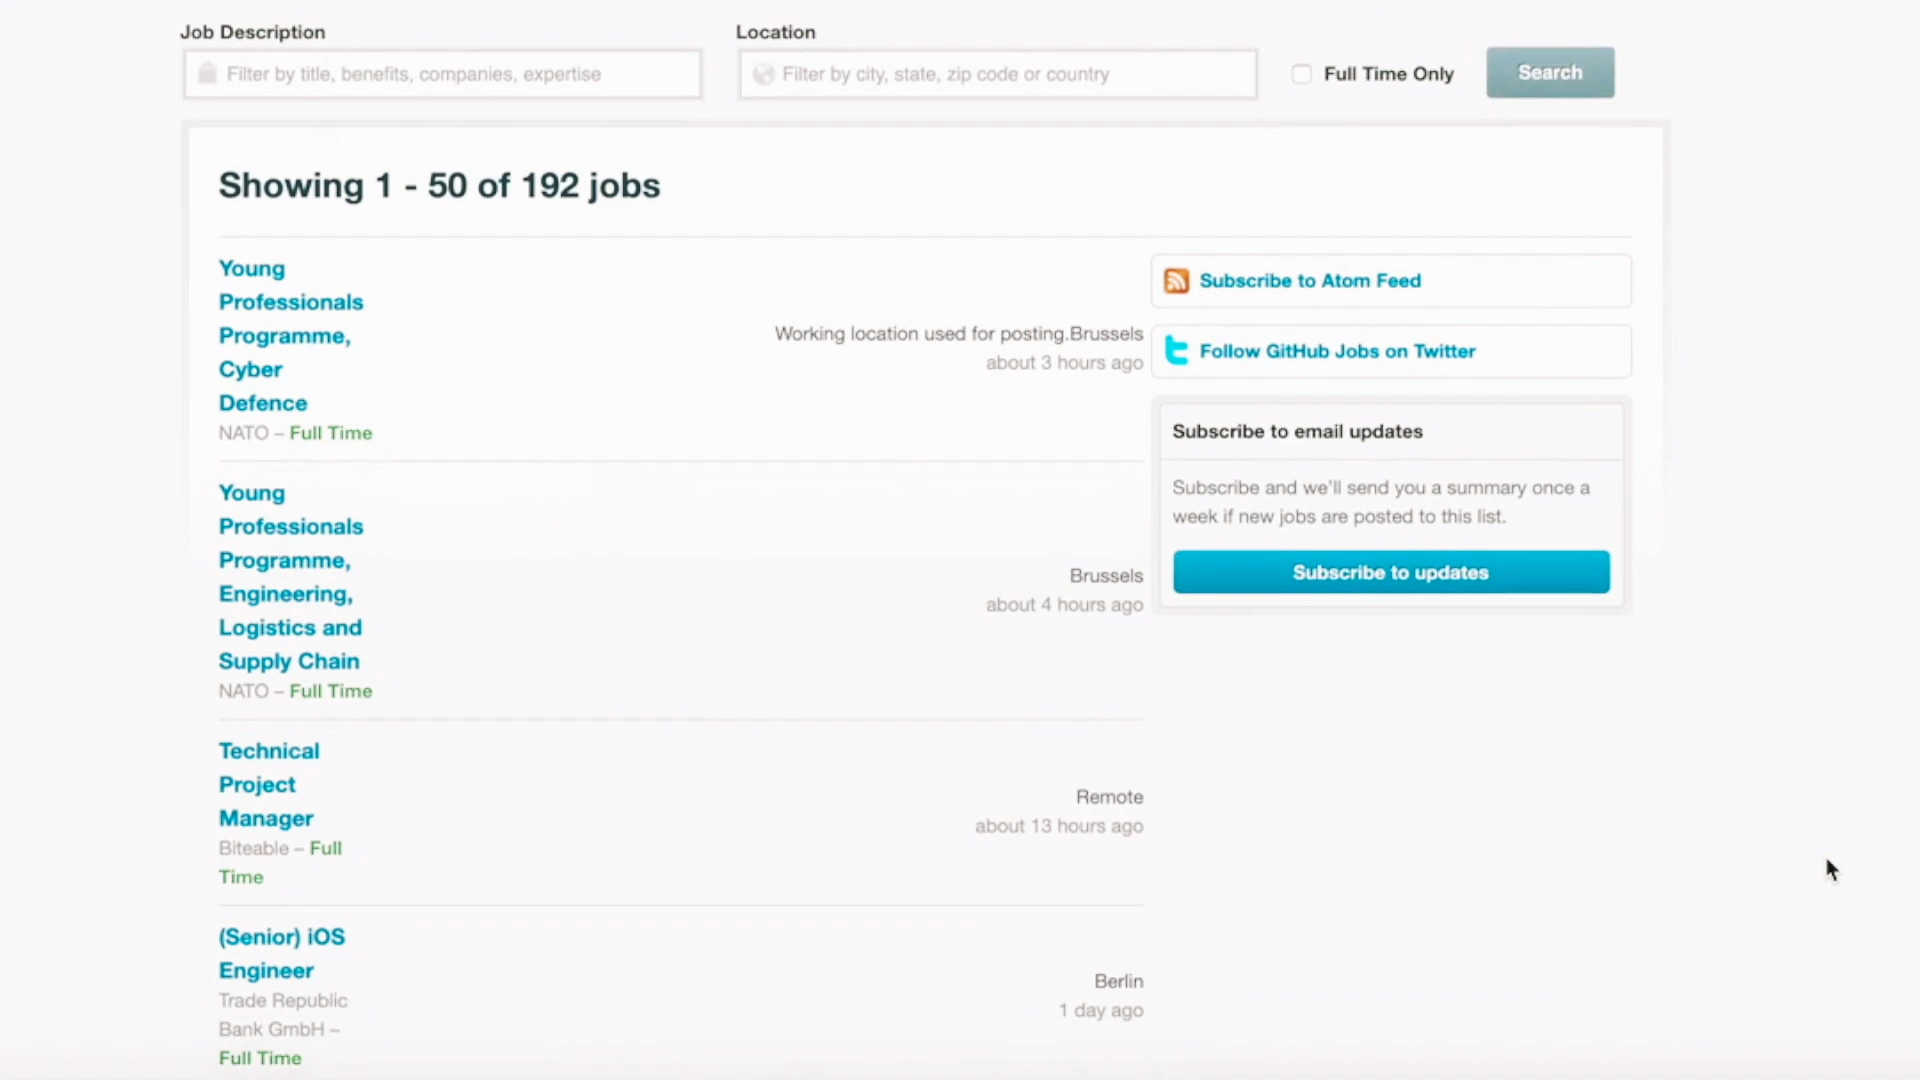 Job Description
Location
Filter by title, benefits, companies, expertise
Filter by city, state, zip code or country
Full Time Only
Search
Showing 1 - 50 of 192 jobs
Young
Professionals
Programme,
Cyber
Defence
NATO – Full Time
Working location used for posting.Brussels
about 3 hours ago
Young
Professionals
Programme,
Engineering,
Logistics and
Supply Chain
NATO – Full Time
Brussels
about 4 hours ago
Technical
Project
Manager
Biteable – Full
Time
Remote
about 13 hours ago
(Senior) iOS
Engineer
Trade Republic
Bank GmbH –
Full Time
Berlin
1 day ago
Subscribe to Atom Feed
Follow GitHub Jobs on Twitter
Subscribe to email updates
Subscribe and we'll send you a summary once a
week if new jobs are posted to this list.
Subscribe to updates